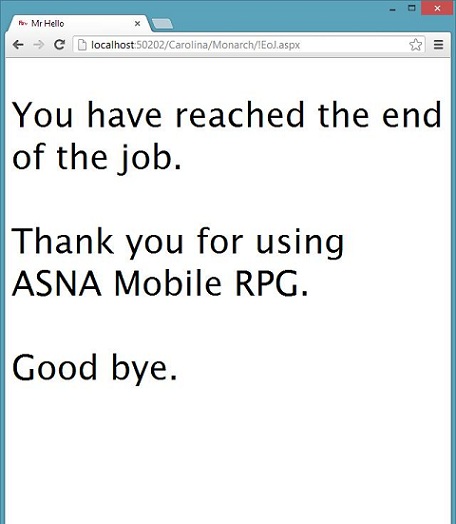 Mr Hello
localhost:50202/Carolina/Monarch/!EoJ.aspx
You have reached the end
of the job.
Thank you for using
ASNA Mobile RPG.
Good bye.